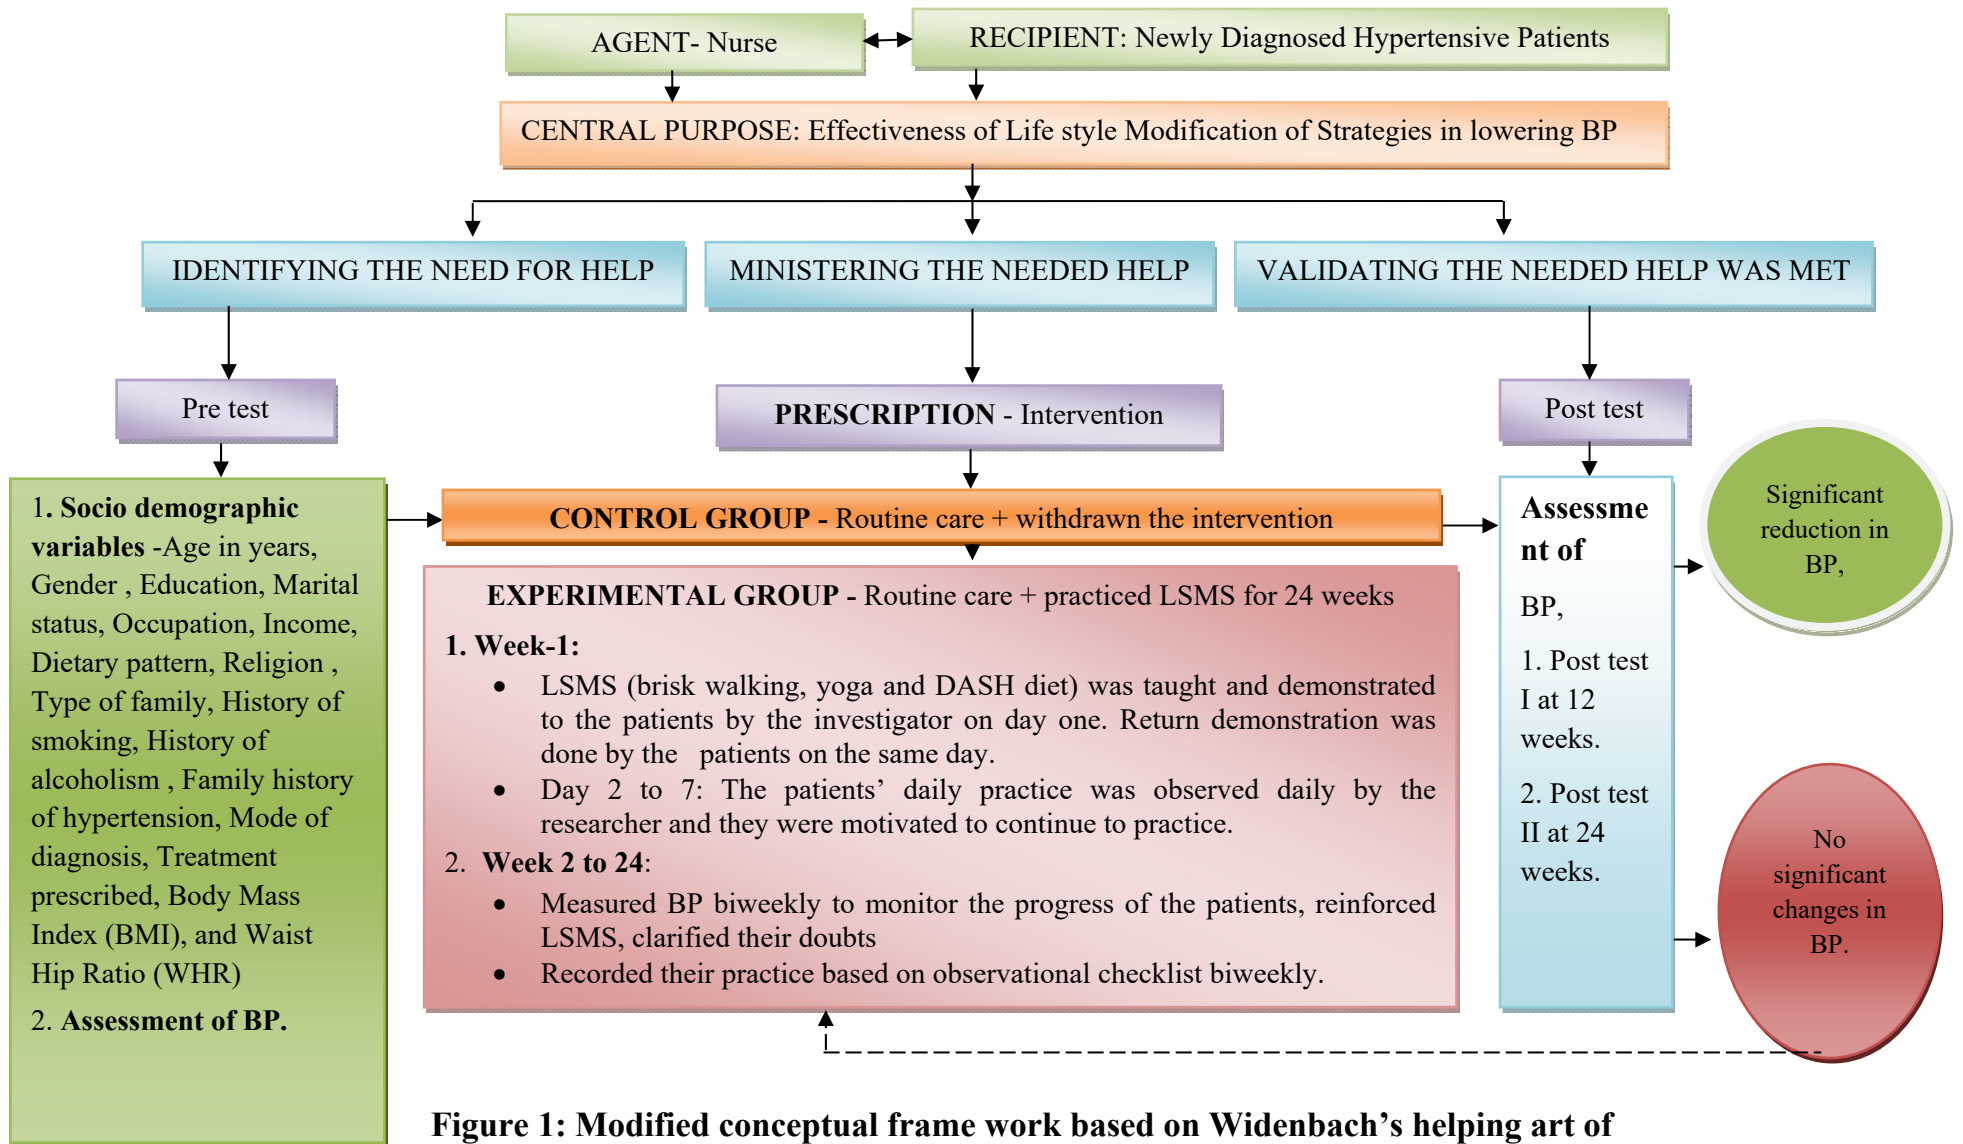 AGENT- Nurse
RECIPIENT: Newly Diagnosed Hypertensive Patients
CENTRAL PURPOSE: Effectiveness of Life style Modification of Strategies in lowering BP
IDENTIFYING THE NEED FOR HELP
MINISTERING THE NEEDED HELP
VALIDATING THE NEEDED HELP WAS MET
Pre test
PRESCRIPTION - Intervention
Post test
1. Socio demographic
variables -Age in years,
Gender , Education, Marital
status, Occupation, Income,
Dietary pattern, Religion ,
Type of family, History of
smoking, History of
alcoholism , Family history
of hypertension, Mode of
diagnosis, Treatment
prescribed, Body Mass
Index (BMI), and Waist
Hip Ratio (WHR)
2. Assessment of BP.
CONTROL GROUP - Routine care + withdrawn the intervention
EXPERIMENTAL GROUP - Routine care + practiced LSMS for 24 weeks
1. Week-1:
• LSMS (brisk walking, yoga and DASH diet) was taught and demonstrated
to the patients by the investigator on day one. Return demonstration was
done by the patients on the same day.
• Day 2 to 7: The patients’ daily practice was observed daily by the
researcher and they were motivated to continue to practice.
2. Week 2 to 24:
• Measured BP biweekly to monitor the progress of the patients, reinforced
LSMS, clarified their doubts
• Recorded their practice based on observational checklist biweekly.
Assessme
nt of
BP,
1. Post test
I at 12
weeks.
2. Post test
II at 24
weeks.
Significant
reduction in
BP,
No
significant
changes in
BP.
Figure 1: Modified conceptual frame work based on Widenbach’s helping art of